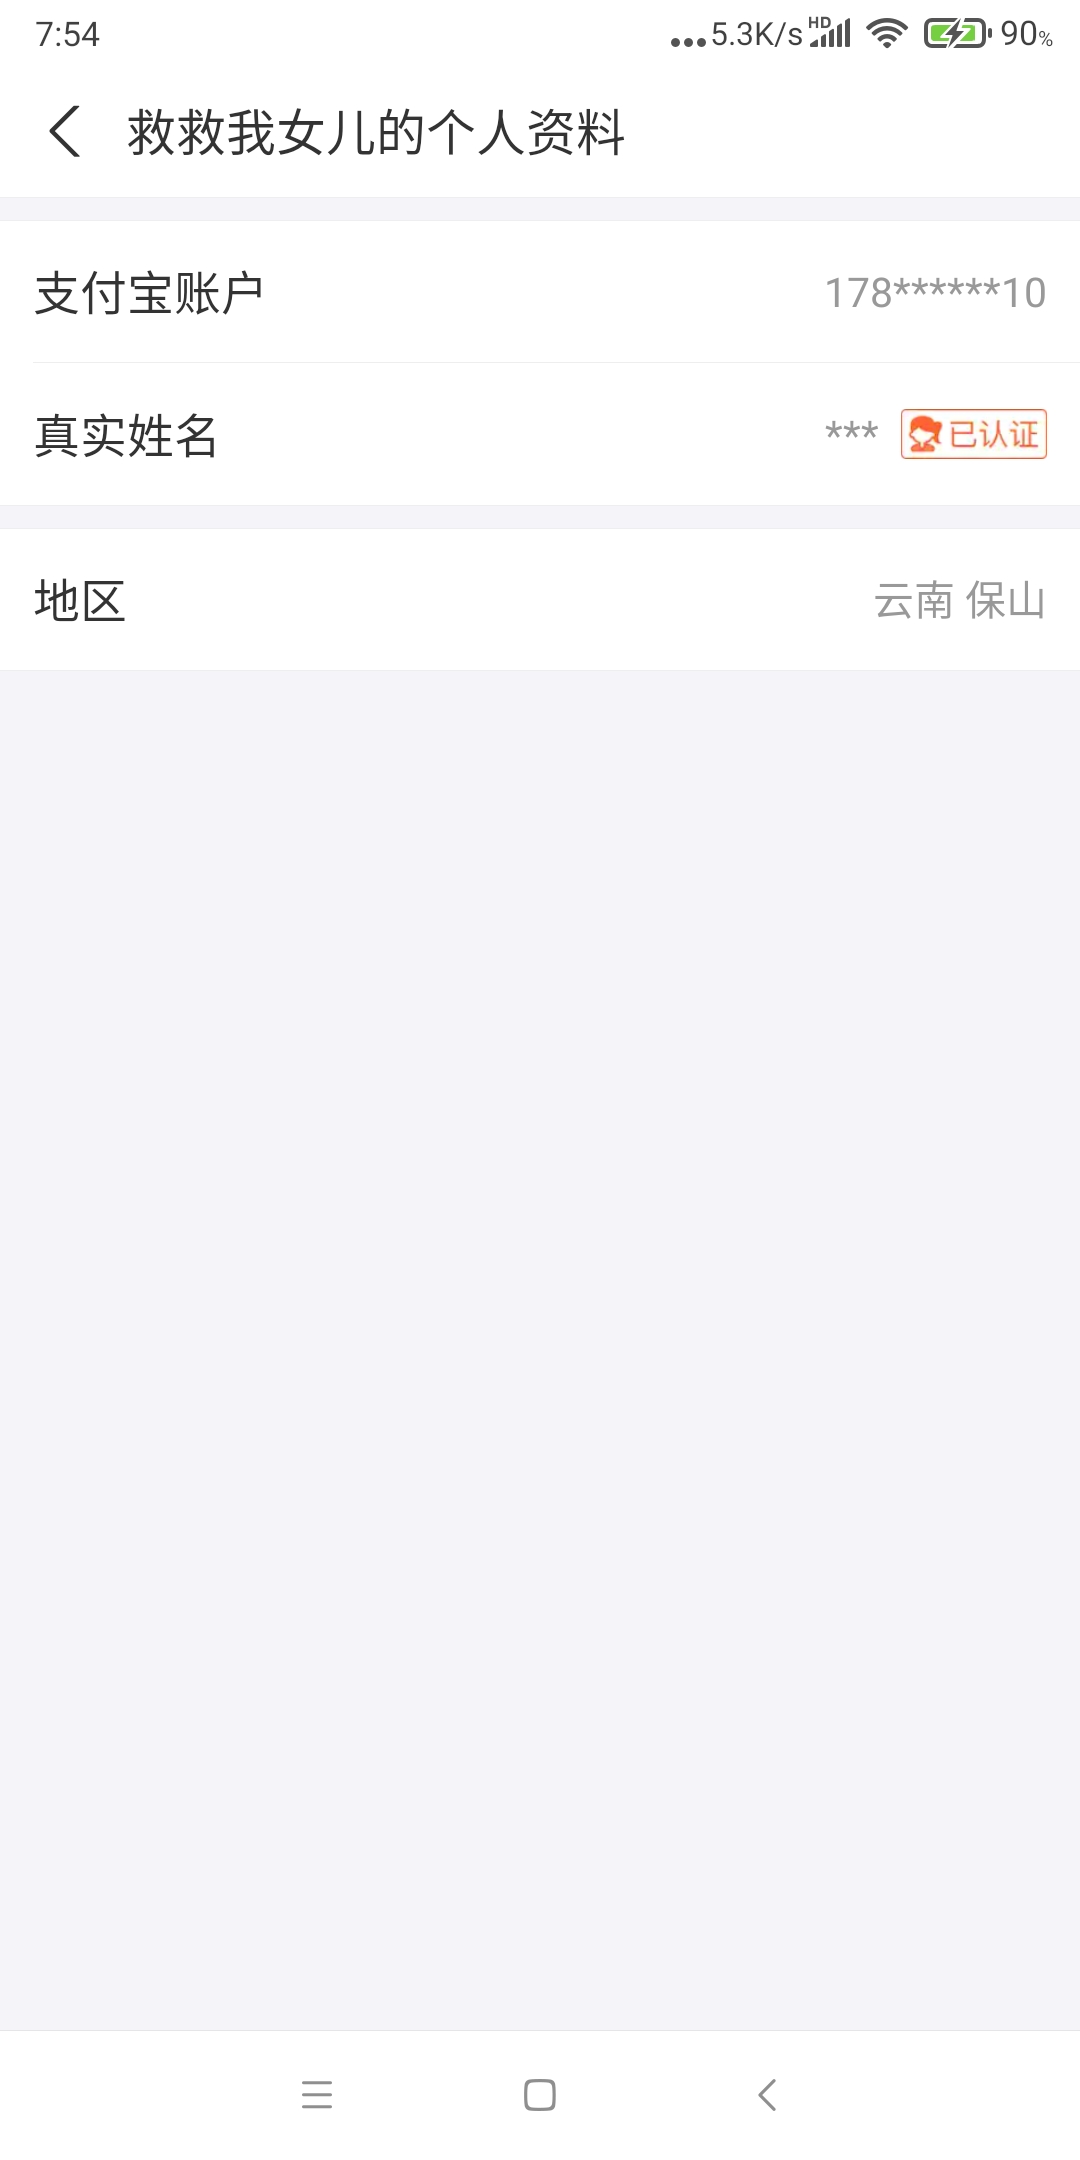 7:54 ...5.3K/s HD 90%
救救我女儿的个人资料
支付宝账户 178******10
真实姓名 *** 已认证
地区 云南 保山